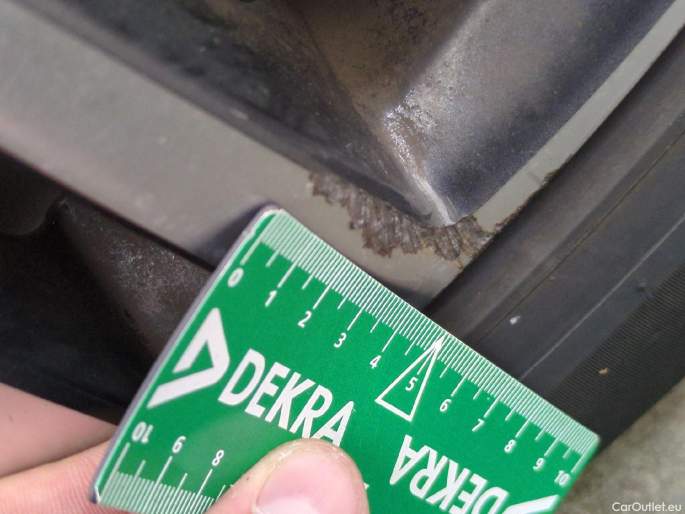 0 1 2 3 4 5 6 7 8 9 10
DEKRA
DEKRA
10 9 8
CarOutlet.eu